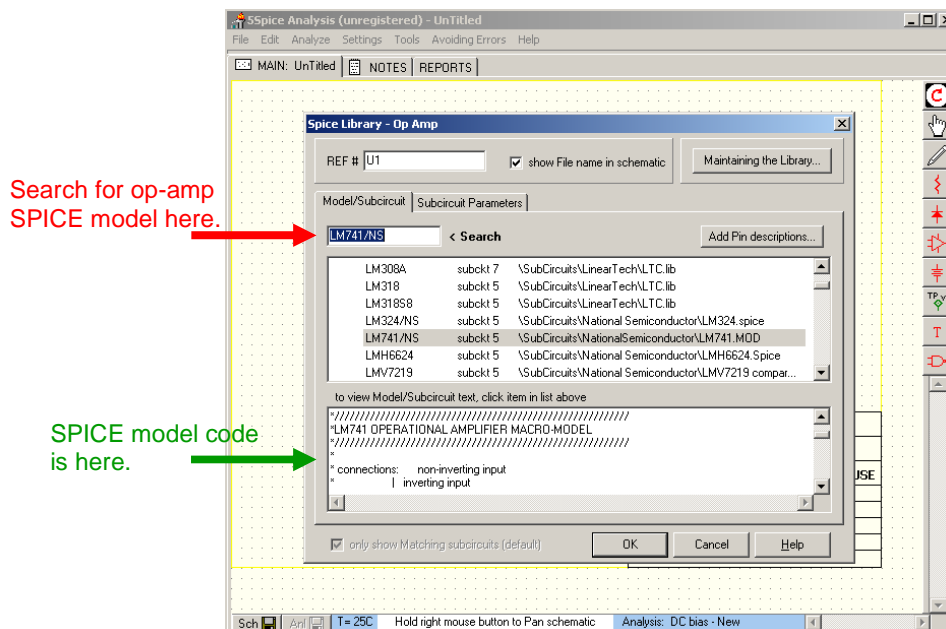 5Spice Analysis (unregistered) - UnTitled
File Edit Analyze Settings Tools Avoiding Errors Help
MAIN: UnTitled NOTES REPORTS
Spice Library - Op Amp
REF # U1 show File name in schematic Maintaining the Library...
Model/Subcircuit Subcircuit Parameters
Search for op-amp
SPICE model here.
LM741/NS < Search Add Pin descriptions...
LM308A subckt 7 \SubCircuits\LinearTech\LTC.lib
LM318 subckt 5 \SubCircuits\LinearTech\LTC.lib
LM318S8 subckt 5 \SubCircuits\LinearTech\LTC.lib
LM324/NS subckt 5 \SubCircuits\National Semiconductor\LM324.spice
LM741/NS subckt 5 \SubCircuits\NationalSemiconductor\LM741.MOD
LMH6624 subckt 5 \SubCircuits\National Semiconductor\LMH6624.Spice
LMV7219 subckt 5 \SubCircuits\National Semiconductor\LMV7219 compar...
to view Model/Subcircuit text, click item in list above
SPICE model code
is here.
*//////////////////////////////////////////////////////////
*LM741 OPERATIONAL AMPLIFIER MACRO-MODEL
*//////////////////////////////////////////////////////////
*
* connections: non-inverting input
* | inverting input
only show Matching subcircuits (default) OK Cancel Help
USE
TP V
T
Sch Anl T= 25C Hold right mouse button to Pan schematic Analysis: DC bias - New